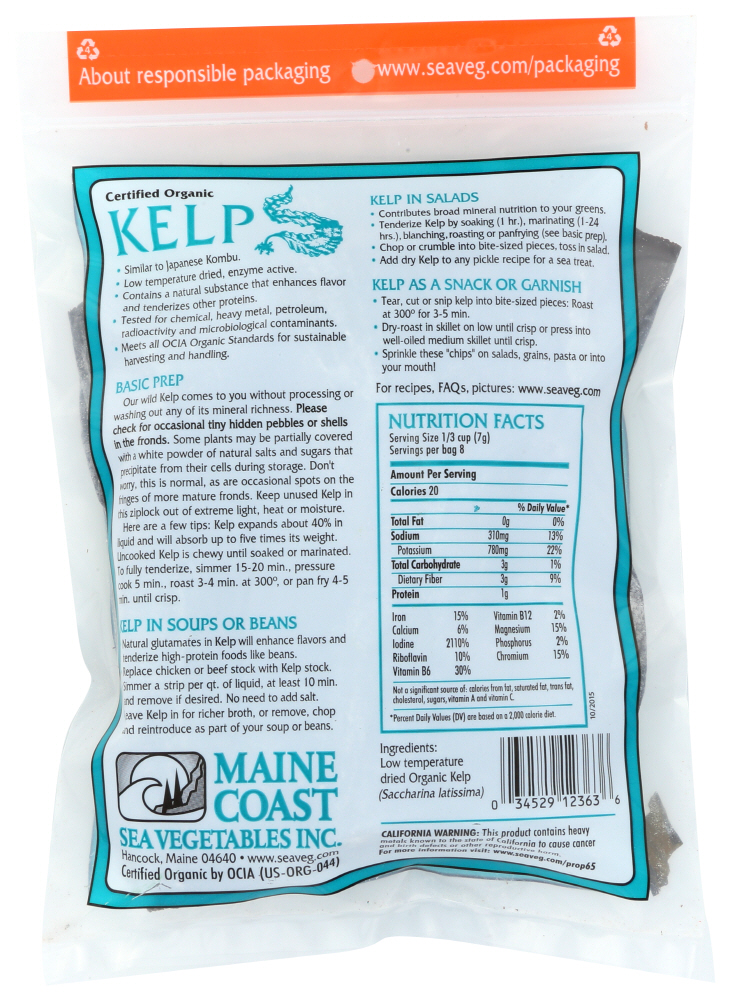 4 4
About responsible packaging www.seaveg.com/packaging
Certified Organic
KELP
• Similar to Japanese Kombu.
• Low temperature dried, enzyme active.
• Contains a natural substance that enhances flavor
and tenderizes other proteins.
• Tested for chemical, heavy metal, petroleum,
radioactivity and microbiological contaminants.
• Meets all OCIA Organic Standards for sustainable
harvesting and handling.
BASIC PREP
Our wild Kelp comes to you without processing or
washing out any of its mineral richness. Please
check for occasional tiny hidden pebbles or shells
in the fronds. Some plants may be partially covered
with a white powder of natural salts and sugars that
precipitate from their cells during storage. Don't
worry, this is normal, as are occasional spots on the
fringes of more mature fronds. Keep unused Kelp in
this ziplock out of extreme light, heat or moisture.
Here are a few tips: Kelp expands about 40% in
liquid and will absorb up to five times its weight.
Uncooked Kelp is chewy until soaked or marinated.
To fully tenderize, simmer 15-20 min., pressure
cook 5 min., roast 3-4 min. at 300º, or pan fry 4-5
min. until crisp.
KELP IN SOUPS OR BEANS
Natural glutamates in Kelp will enhance flavors and
tenderize high-protein foods like beans.
Replace chicken or beef stock with Kelp stock.
Simmer a strip per qt. of liquid, at least 10 min.
and remove if desired. No need to add salt.
Leave Kelp in for richer broth, or remove, chop
and reintroduce as part of your soup or beans.
MAINE
COAST
SEA VEGETABLES INC.
Hancock, Maine 04640 • www.seaveg.com
Certified Organic by OCIA (US-ORG-044)
KELP IN SALADS
• Contributes broad mineral nutrition to your greens.
• Tenderize Kelp by soaking (1 hr.), marinating (1-24
hrs.), blanching, roasting or panfrying (see basic prep).
• Chop or crumble into bite-sized pieces, toss in salad.
• Add dry Kelp to any pickle recipe for a sea treat.
KELP AS A SNACK OR GARNISH
• Tear, cut or snip kelp into bite-sized pieces: Roast
at 300º for 3-5 min.
• Dry-roast in skillet on low until crisp or press into
well-oiled medium skillet until crisp.
• Sprinkle these "chips" on salads, grains, pasta or into
your mouth!
For recipes, FAQs, pictures: www.seaveg.com
NUTRITION FACTS
Serving Size 1/3 cup (7g)
Servings per bag 8
Amount Per Serving
Calories 20
% Daily Value*
Total Fat 0g 0%
Sodium 310mg 13%
Potassium 780mg 22%
Total Carbohydrate 3g 1%
Dietary Fiber 3g 9%
Protein 1g
Iron 15% Vitamin B12 2%
Calcium 6% Magnesium 15%
Iodine 2110% Phosphorus 2%
Riboflavin 10% Chromium 15%
Vitamin B6 30%
Not a significant source of: calories from fat, saturated fat, trans fat,
cholesterol, sugars, vitamin A and vitamin C.
*Percent Daily Values (DV) are based on a 2,000 calorie diet.
10/2015
Ingredients:
Low temperature
dried Organic Kelp
(Saccharina latissima)
0 34529 12363 6
CALIFORNIA WARNING: This product contains heavy
metals known to the state of California to cause cancer
and birth defects or other reproductive harm.
For more information visit: www.seaveg.com/prop65